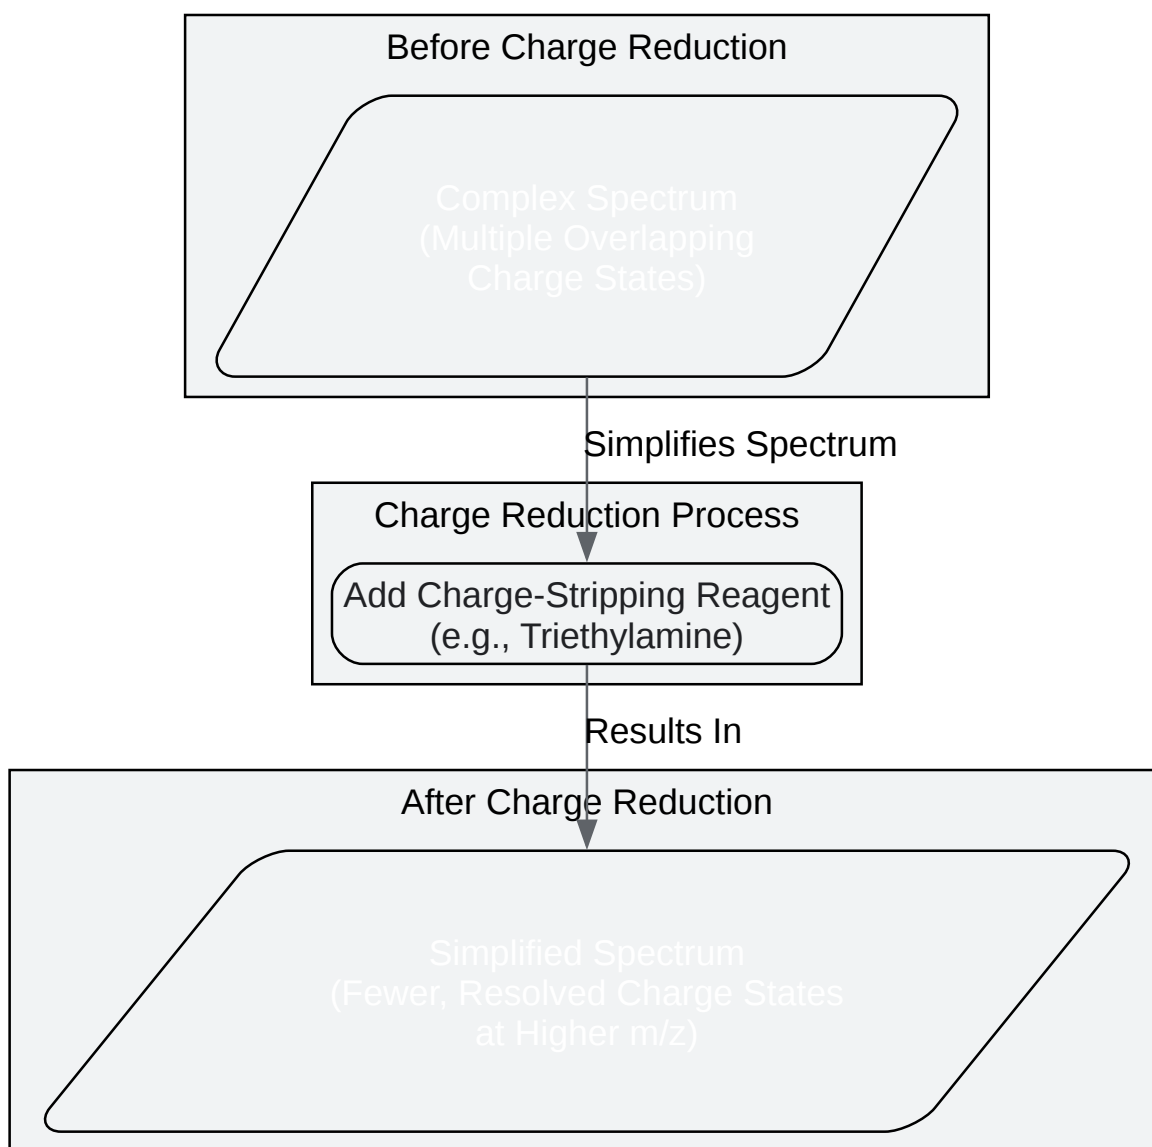 Before Charge Reduction
Complex Spectrum
(Multiple Overlapping
Charge States)
Simplifies Spectrum
Charge Reduction Process
Add Charge-Stripping Reagent
(e.g., Triethylamine)
Results In
After Charge Reduction
Simplified Spectrum
(Fewer, Resolved Charge States
at Higher m/z)